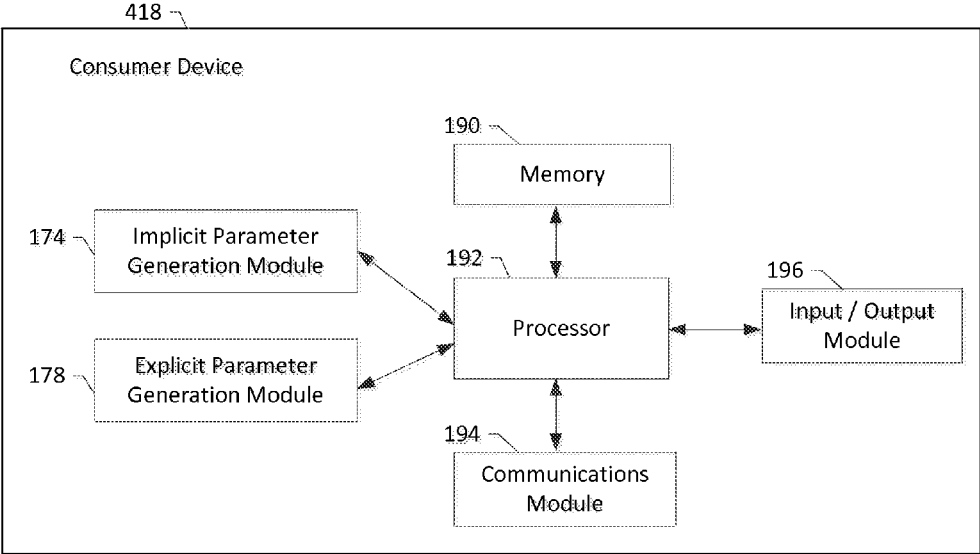 418
Consumer Device
190
Memory
174
Implicit Parameter
Generation Module
192
Processor
196
Input / Output
Module
178
Explicit Parameter
Generation Module
194
Communications
Module